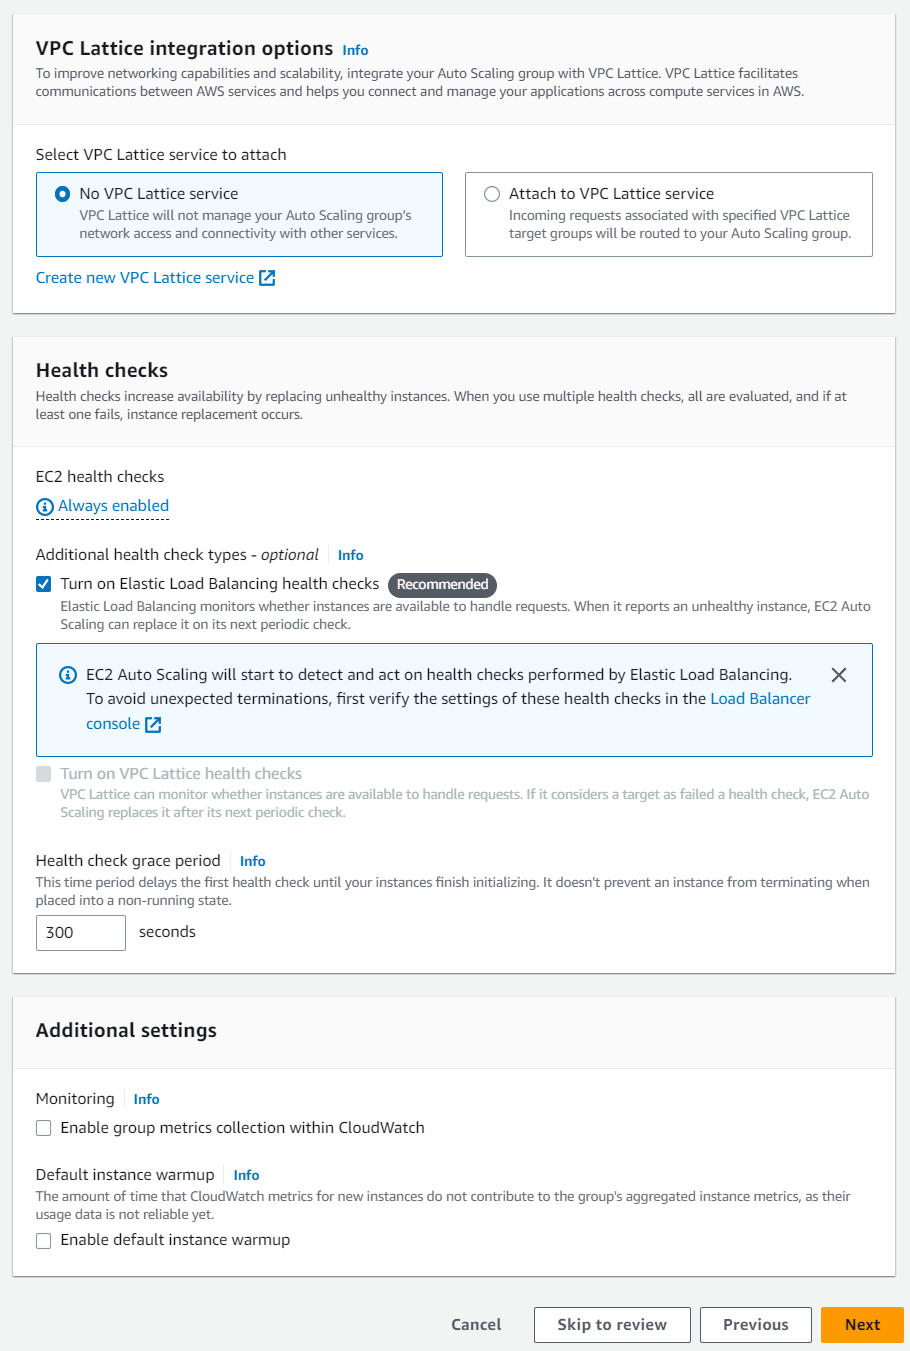 VPC Lattice integration options Info
To improve networking capabilities and scalability, integrate your Auto Scaling group with VPC Lattice. VPC Lattice facilitates
communications between AWS services and helps you connect and manage your applications across compute services in AWS.
Select VPC Lattice service to attach
No VPC Lattice service
VPC Lattice will not manage your Auto Scaling group's
network access and connectivity with other services.
Attach to VPC Lattice service
Incoming requests associated with specified VPC Lattice
target groups will be routed to your Auto Scaling group.
Create new VPC Lattice service
Health checks
Health checks increase availability by replacing unhealthy instances. When you use multiple health checks, all are evaluated, and if at
least one fails, instance replacement occurs.
EC2 health checks
Always enabled
Additional health check types - optional Info
Turn on Elastic Load Balancing health checks Recommended
Elastic Load Balancing monitors whether instances are available to handle requests. When it reports an unhealthy instance, EC2 Auto
Scaling can replace it on its next periodic check.
EC2 Auto Scaling will start to detect and act on health checks performed by Elastic Load Balancing.
To avoid unexpected terminations, first verify the settings of these health checks in the Load Balancer
console
Turn on VPC Lattice health checks
VPC Lattice can monitor whether instances are available to handle requests. If it considers a target as failed a health check, EC2 Auto
Scaling replaces it after its next periodic check.
Health check grace period Info
This time period delays the first health check until your instances finish initializing. It doesn't prevent an instance from terminating when
placed into a non-running state.
300 seconds
Additional settings
Monitoring Info
Enable group metrics collection within CloudWatch
Default instance warmup Info
The amount of time that CloudWatch metrics for new instances do not contribute to the group's aggregated instance metrics, as their
usage data is not reliable yet.
Enable default instance warmup
Cancel Skip to review Previous Next